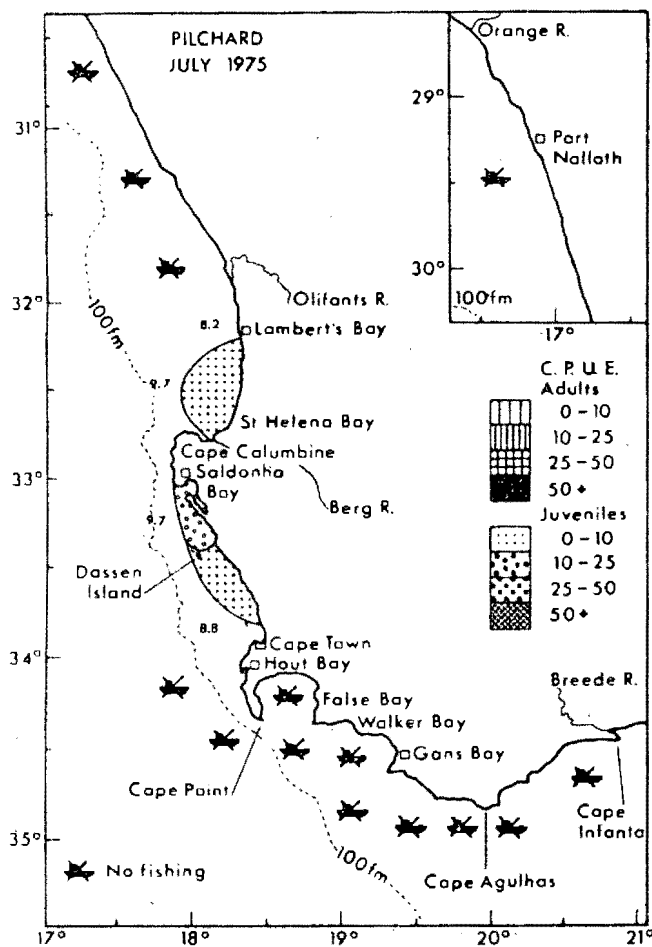 PILCHARD
JULY 1975
Orange R.
29°
Port
Nolloth
30°
100fm
17°
31°
32°
33°
34°
35°
Olifants R.
100fm
8.2
Lambert's Bay
9.7
St Helena Bay
Cape Columbine
Saldanha
Bay
Berg R.
9.7
Dassen
Island
8.8
Cape Town
Hout Bay
False Bay
Walker Bay
Gans Bay
Breede R.
Cape Point
Cape
Infanta
100fm
Cape Agulhas
No fishing
C. P. U. E.
Adults
0-10
10-25
25-50
50+
Juveniles
0-10
10-25
25-50
50+
17°
18°
19°
20°
21°